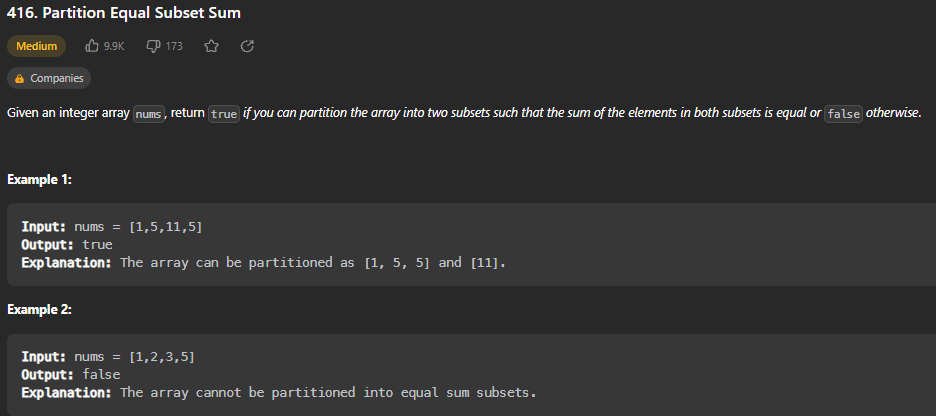 416. Partition Equal Subset Sum
Medium 9.9K 173
Companies
Given an integer array nums, return true if you can partition the array into two subsets such that the sum of the elements in both subsets is equal or false otherwise.
Example 1:
Input: nums = [1,5,11,5]
Output: true
Explanation: The array can be partitioned as [1, 5, 5] and [11].
Example 2:
Input: nums = [1,2,3,5]
Output: false
Explanation: The array cannot be partitioned into equal sum subsets.